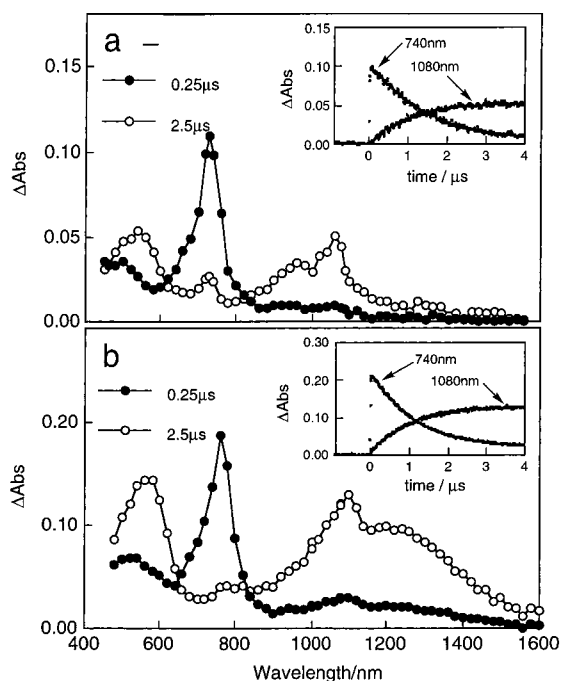 a
0.25μs
2.5μs
ΔAbs
0.15
0.10
0.05
0.00
740nm
1080nm
ΔAbs
0.15
0.10
0.05
0.00
0 1 2 3 4
time / μs
b
0.25μs
2.5μs
ΔAbs
0.20
0.10
0.00
740nm
1080nm
ΔAbs
0.30
0.20
0.10
0.00
0 1 2 3 4
time / μs
400 600 800 1000 1200 1400 1600
Wavelength/nm